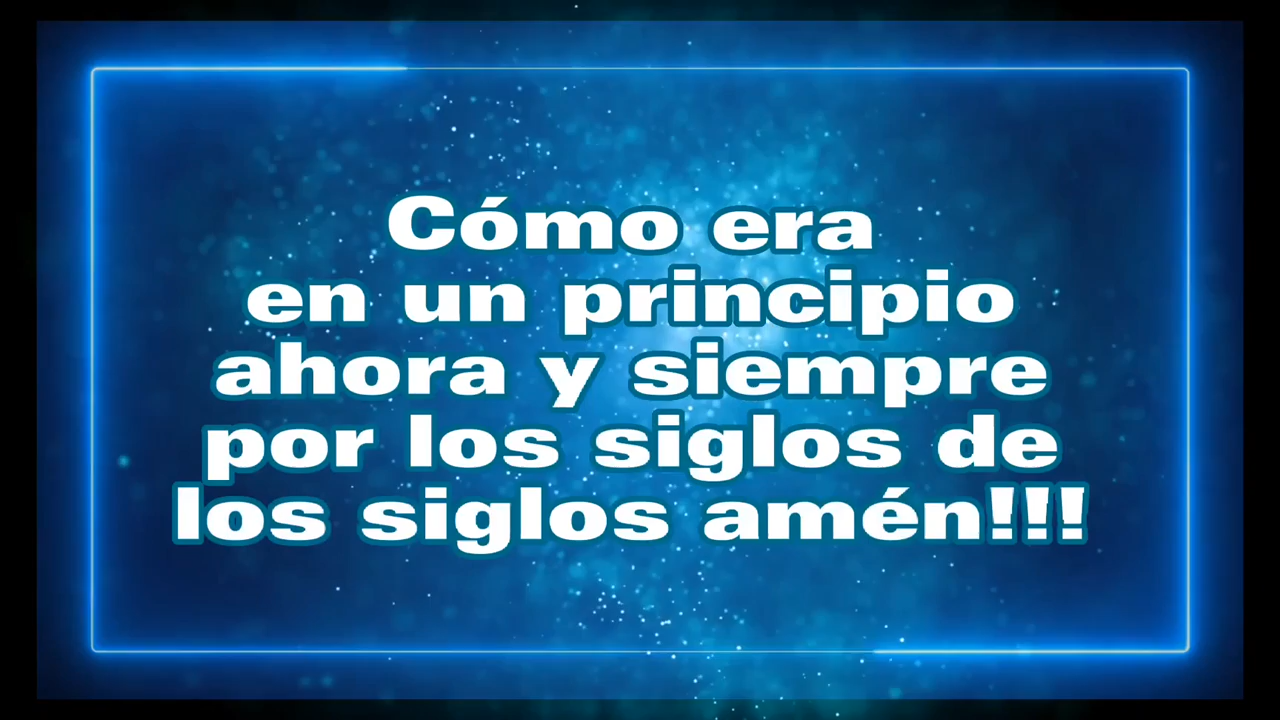 Cómo era
en un principio
ahora y siempre
por los siglos de
los siglos amén!!!